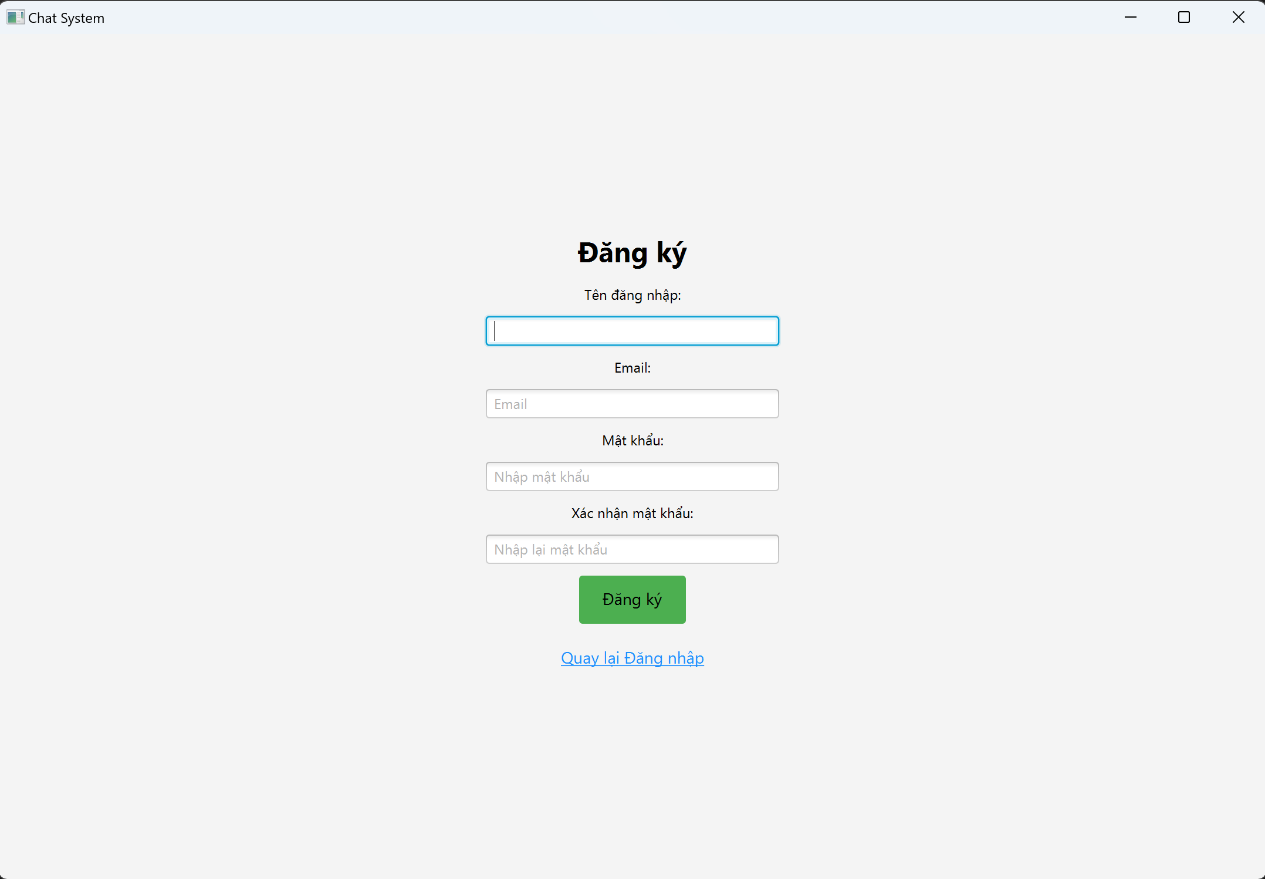 Chat System
Đăng ký
Tên đăng nhập:
Email:
Email
Mật khẩu:
Nhập mật khẩu
Xác nhận mật khẩu:
Nhập lại mật khẩu
Đăng ký
Quay lại Đăng nhập